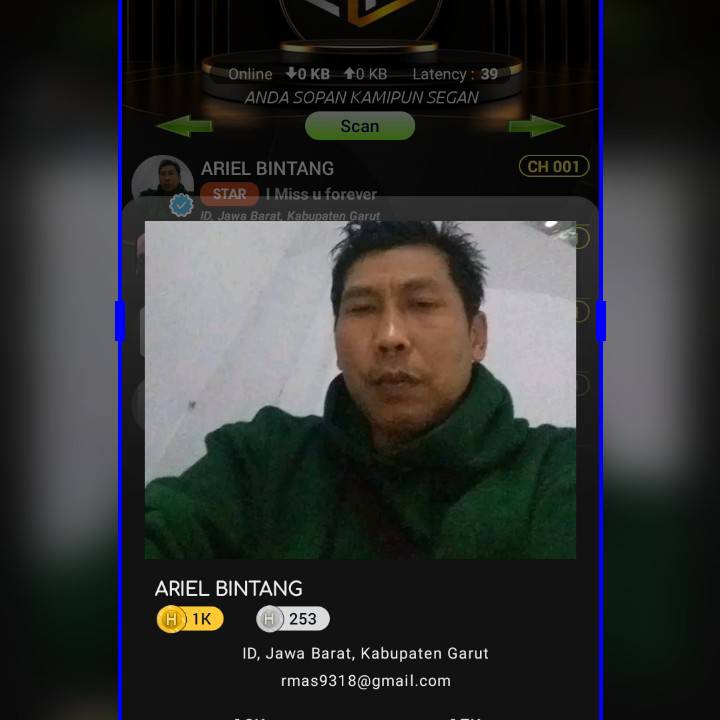 Online 0 KB 0 KB Latency : 39
ANDA SOPAN KAMIPUN SEGAN
Scan
ARIEL BINTANG
CH 001
STAR I Miss u forever
ID, Jawa Barat, Kabupaten Garut
ARIEL BINTANG
H 1K H 253
ID, Jawa Barat, Kabupaten Garut
rmas9318@gmail.com